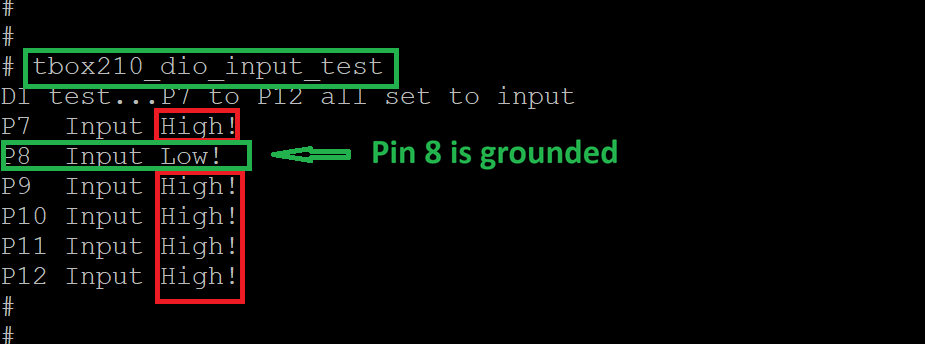 #
#
# tbox210_dio_input_test
DI test...P7 to P12 all set to input
P7 Input High!
P8 Input Low! Pin 8 is grounded
P9 Input High!
P10 Input High!
P11 Input High!
P12 Input High!
#
#